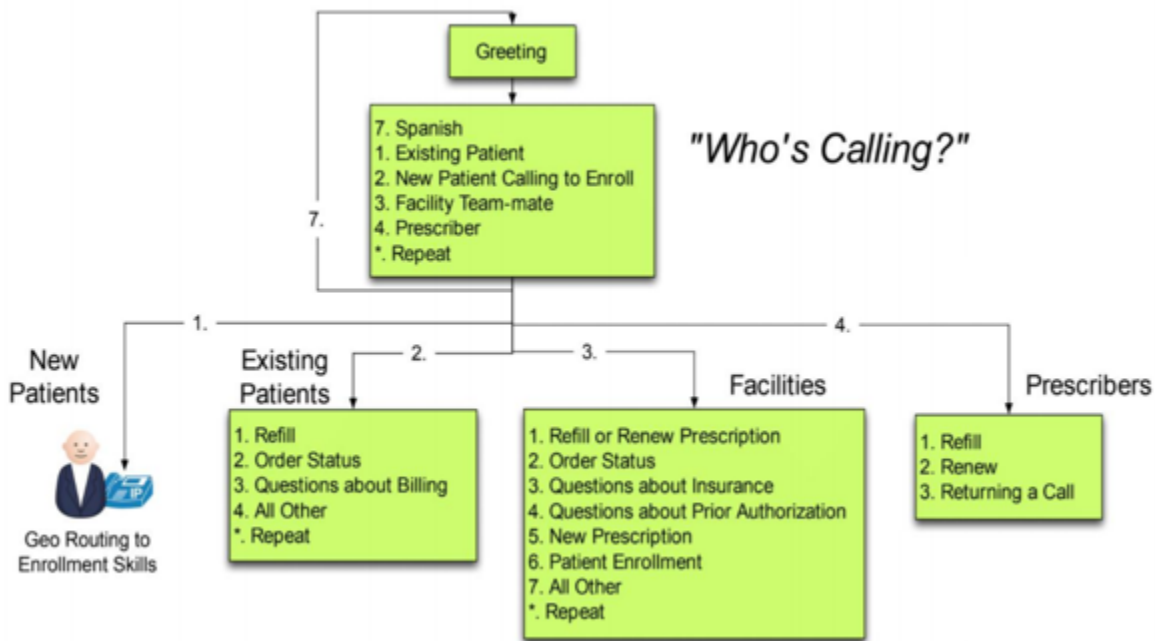 Greeting
7. Spanish
1. Existing Patient
2. New Patient Calling to Enroll
3. Facility Team-mate
4. Prescriber
*. Repeat
"Who's Calling?"
7.
1.
4.
2.
3.
New
Patients
Existing
Patients
Facilities
Prescribers
IP
Geo Routing to
Enrollment Skills
1. Refill
2. Order Status
3. Questions about Billing
4. All Other
*. Repeat
1. Refill or Renew Prescription
2. Order Status
3. Questions about Insurance
4. Questions about Prior Authorization
5. New Prescription
6. Patient Enrollment
7. All Other
*. Repeat
1. Refill
2. Renew
3. Returning a Call